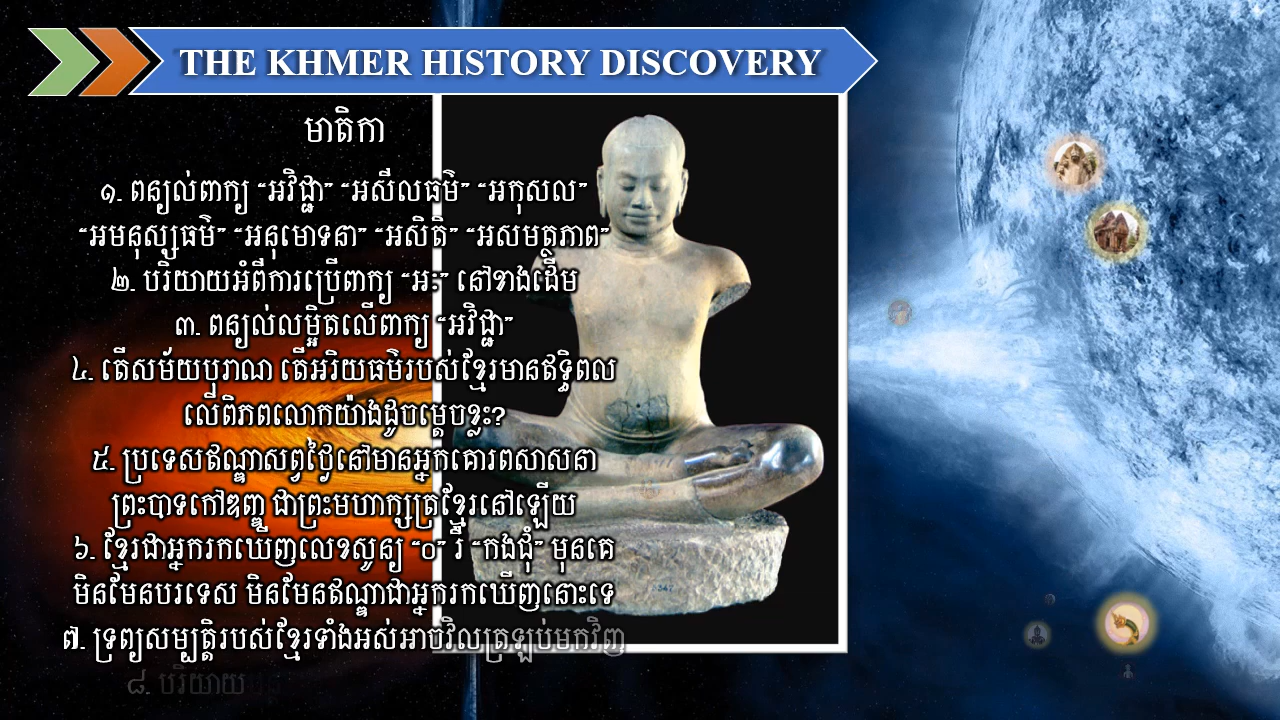 THE KHMER HISTORY DISCOVERY
មាតិកា
១. ពន្យល់ពាក្យ “អវិជ្ជា” “អសីលធម៌” “អកុសល”
“អមនុស្សធម៌” “អនុមោទនា” “អសិតិ” “អសមត្ថភាព”
២. បរិយាយអំពីការប្រើពាក្យ “អៈ” នៅខាងដើម
៣. ពន្យល់លម្អិតលើពាក្យ “អវិជ្ជា”
៤. តើសម័យបុរាណ តើអរិយធម៌របស់ខ្មែរមានឥទ្ធិពល
លើពិភពលោកយ៉ាងដូចម្ដេចខ្លះ?
៥. ប្រទេសឥណ្ឌាសព្វថ្ងៃនៅមានអ្នកគោរពសាសនា
ព្រះបាទកៅឌញ្ញ ជាព្រះមហាក្សត្រខ្មែរនៅឡើយ
៦. ខ្មែរជាអ្នករកឃើញលេខសូន្យ “០” រឺ “កងជុំ” មុនគេ
មិនមែនបរទេស មិនមែនឥណ្ឌាជាអ្នករកឃើញនោះទេ
៧. ទ្រព្យសម្បត្តិរបស់ខ្មែរទាំងអស់អាចវិលត្រឡប់មកវិញ
៨. បរិយាយ